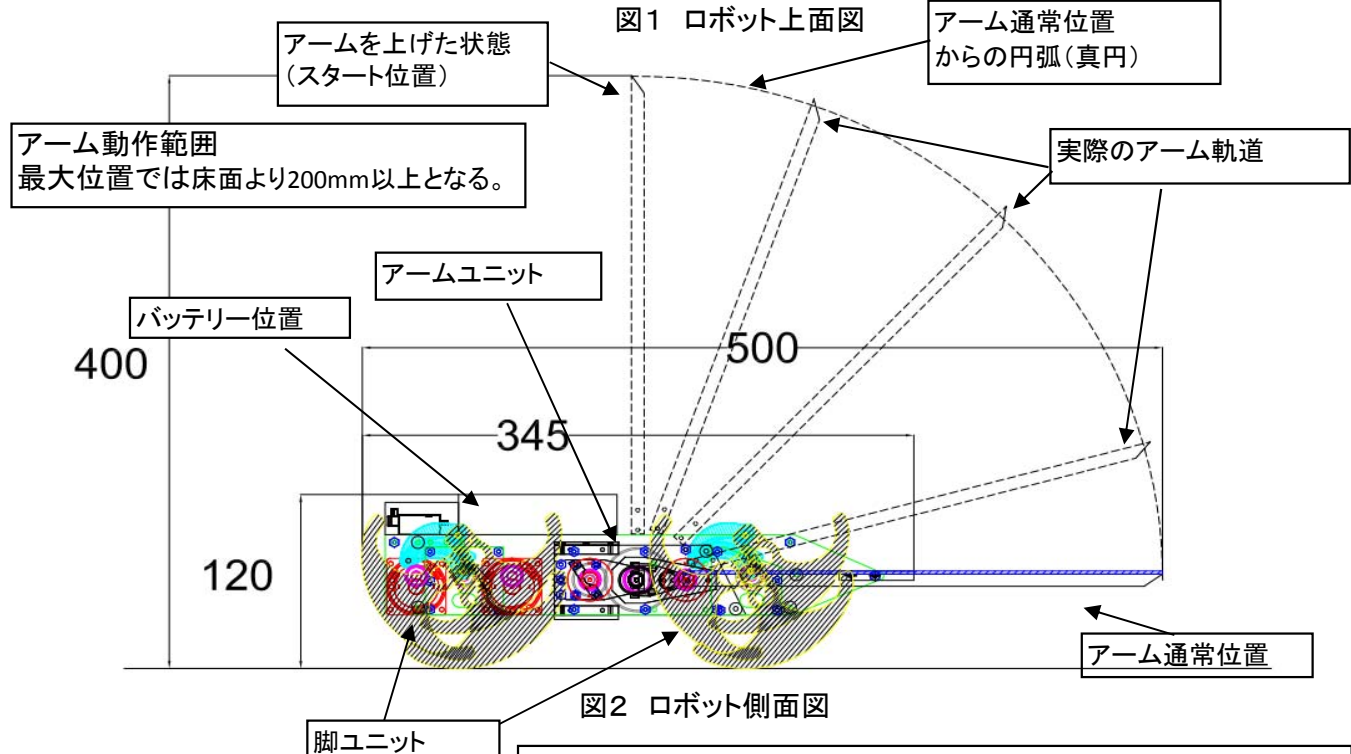 図1 ロボット上面図
アームを上げた状態
(スタート位置)
アーム通常位置
からの円弧(真円)
アーム動作範囲
最大位置では床面より200mm以上となる。
実際のアーム軌道
アームユニット
バッテリー位置
400
500
345
120
アーム通常位置
図2 ロボット側面図
脚ユニット